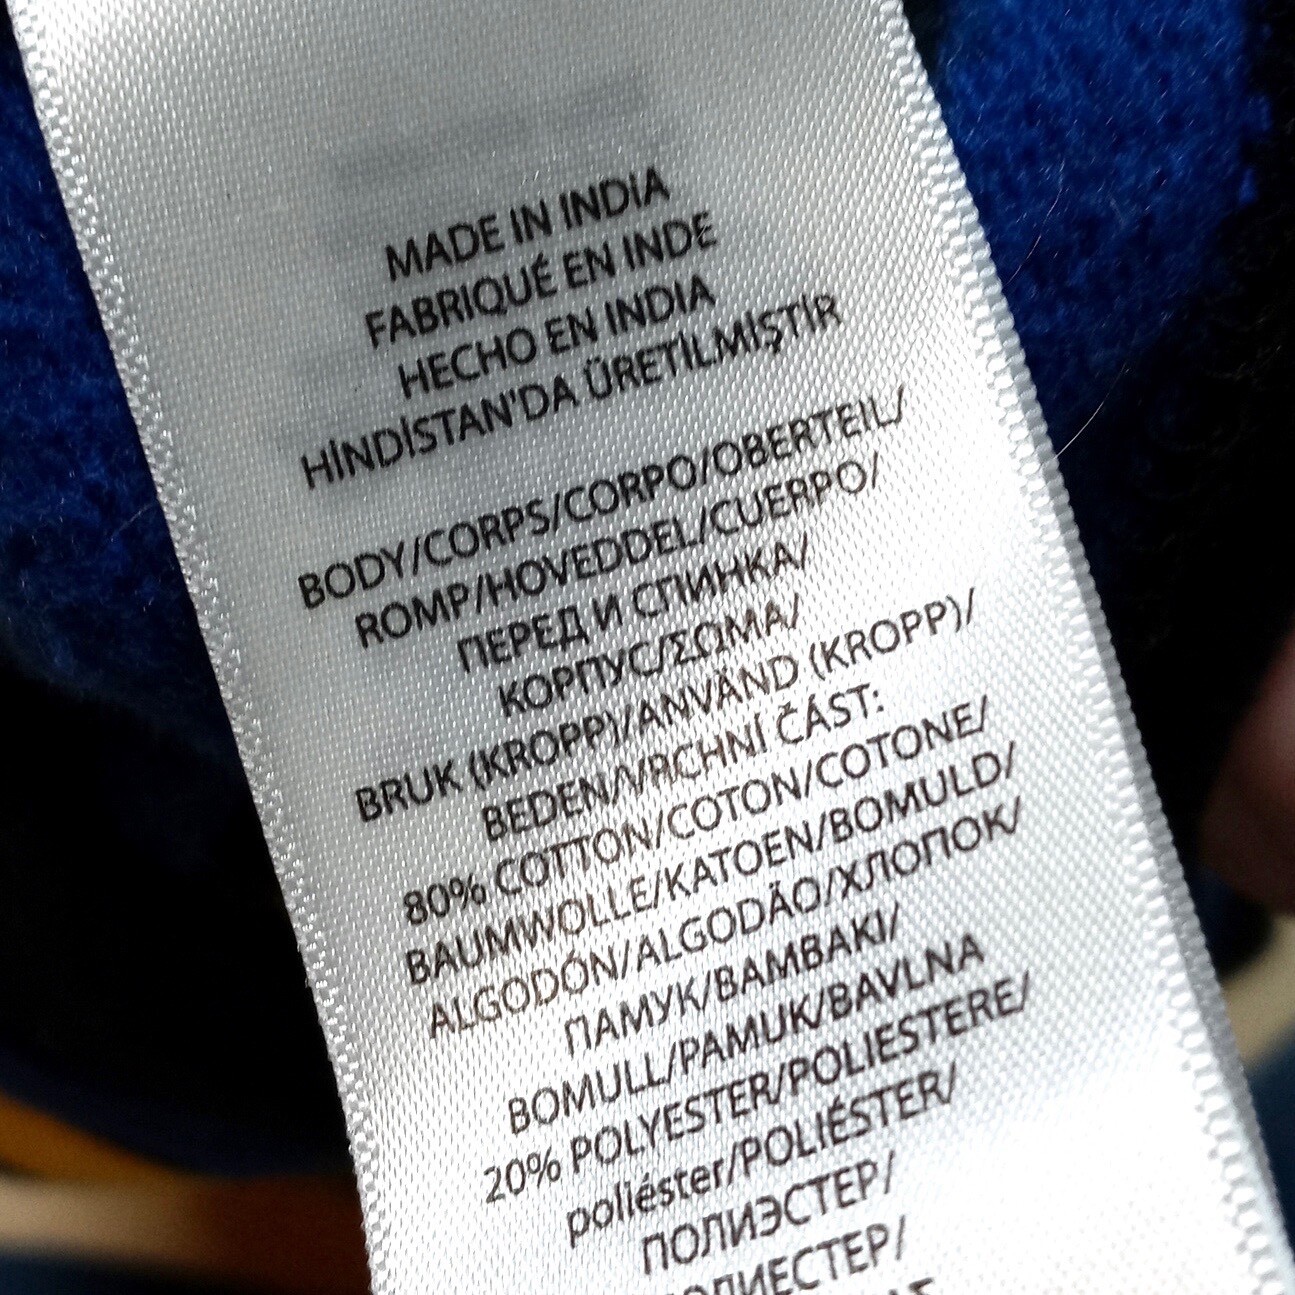 MADE IN INDIA
FABRIQUÉ EN INDE
HECHO EN INDIA
HİNDİSTAN'DA ÜRETİLMİŞTİR
BODY/CORPS/CORPO/OBERTEIL/
ROMP/HOVEDDEL/CUERPO/
ПЕРЕД И СПИНКА/
КОРПУС/ΣΩΜΑ/
BRUK (KROPP)/ANVÄND (KROPP)/
BEDEN/VRCHNÍ ČÁST:
80% COTTON/COTON/COTONE/
BAUMWOLLE/KATOEN/BOMULD/
ALGODÓN/ALGODÃO/ХЛОПОК/
ПАМУК/BAMBAKI/
BOMULL/PAMUK/BAVLNA
20% POLYESTER/POLIESTERE/
poliéster/POLIÉSTER/
ПОЛИЭСТЕР/